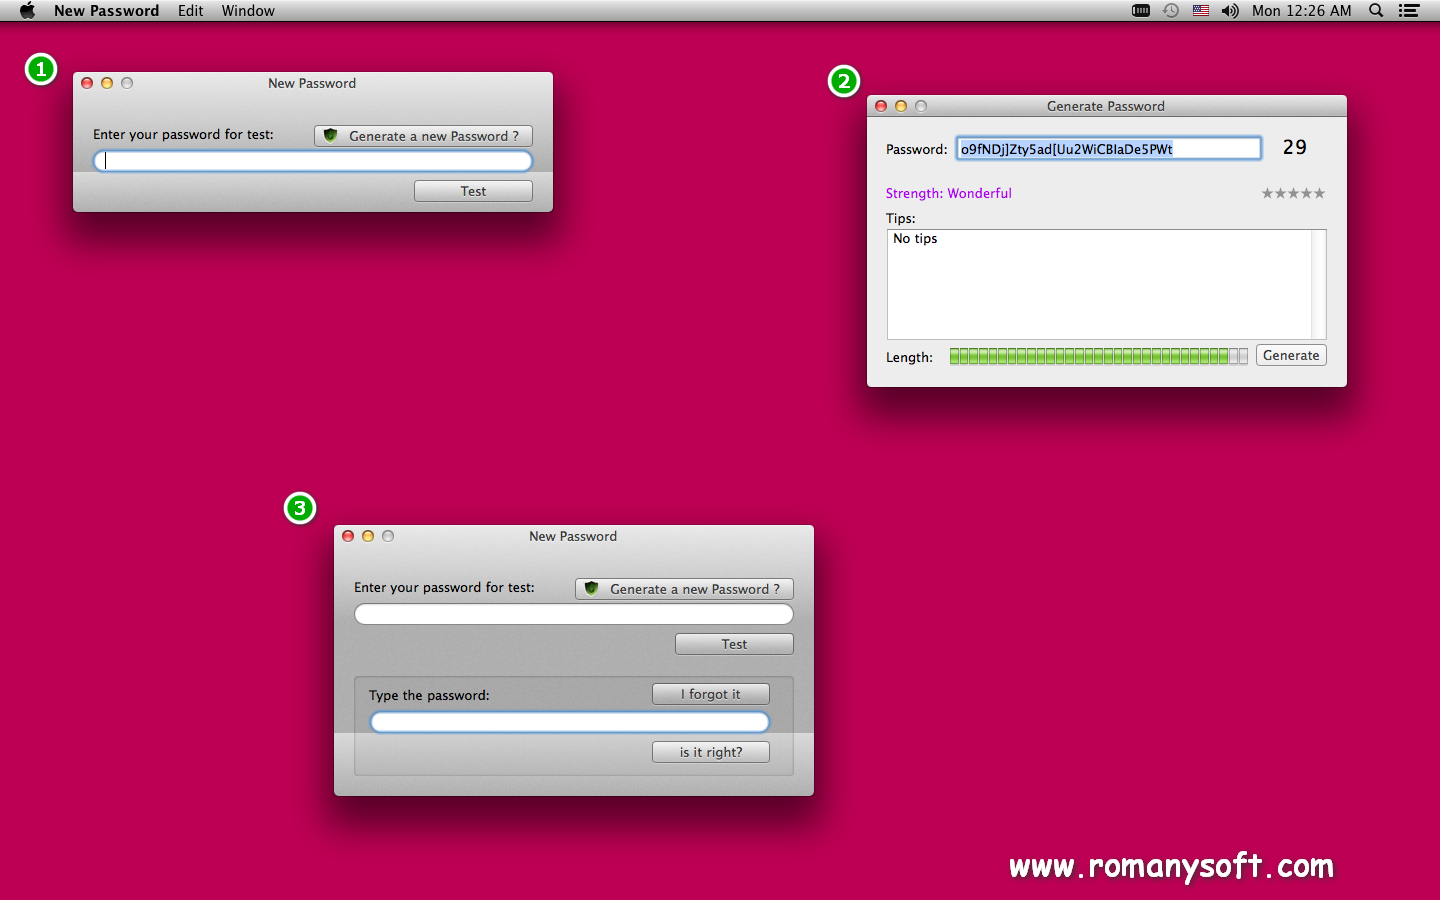 New Password Edit Window Mon 12:26 AM
1
New Password
Enter your password for test: Generate a new Password ?
Test
2
Generate Password
Password: o9fNDj]Zty5ad[Uu2WiCBIaDe5PWt 29
Strength: Wonderful ★★★★★
Tips:
No tips
Length: Generate
3
New Password
Enter your password for test: Generate a new Password ?
Test
Type the password: I forgot it
is it right?
www.romanysoft.com